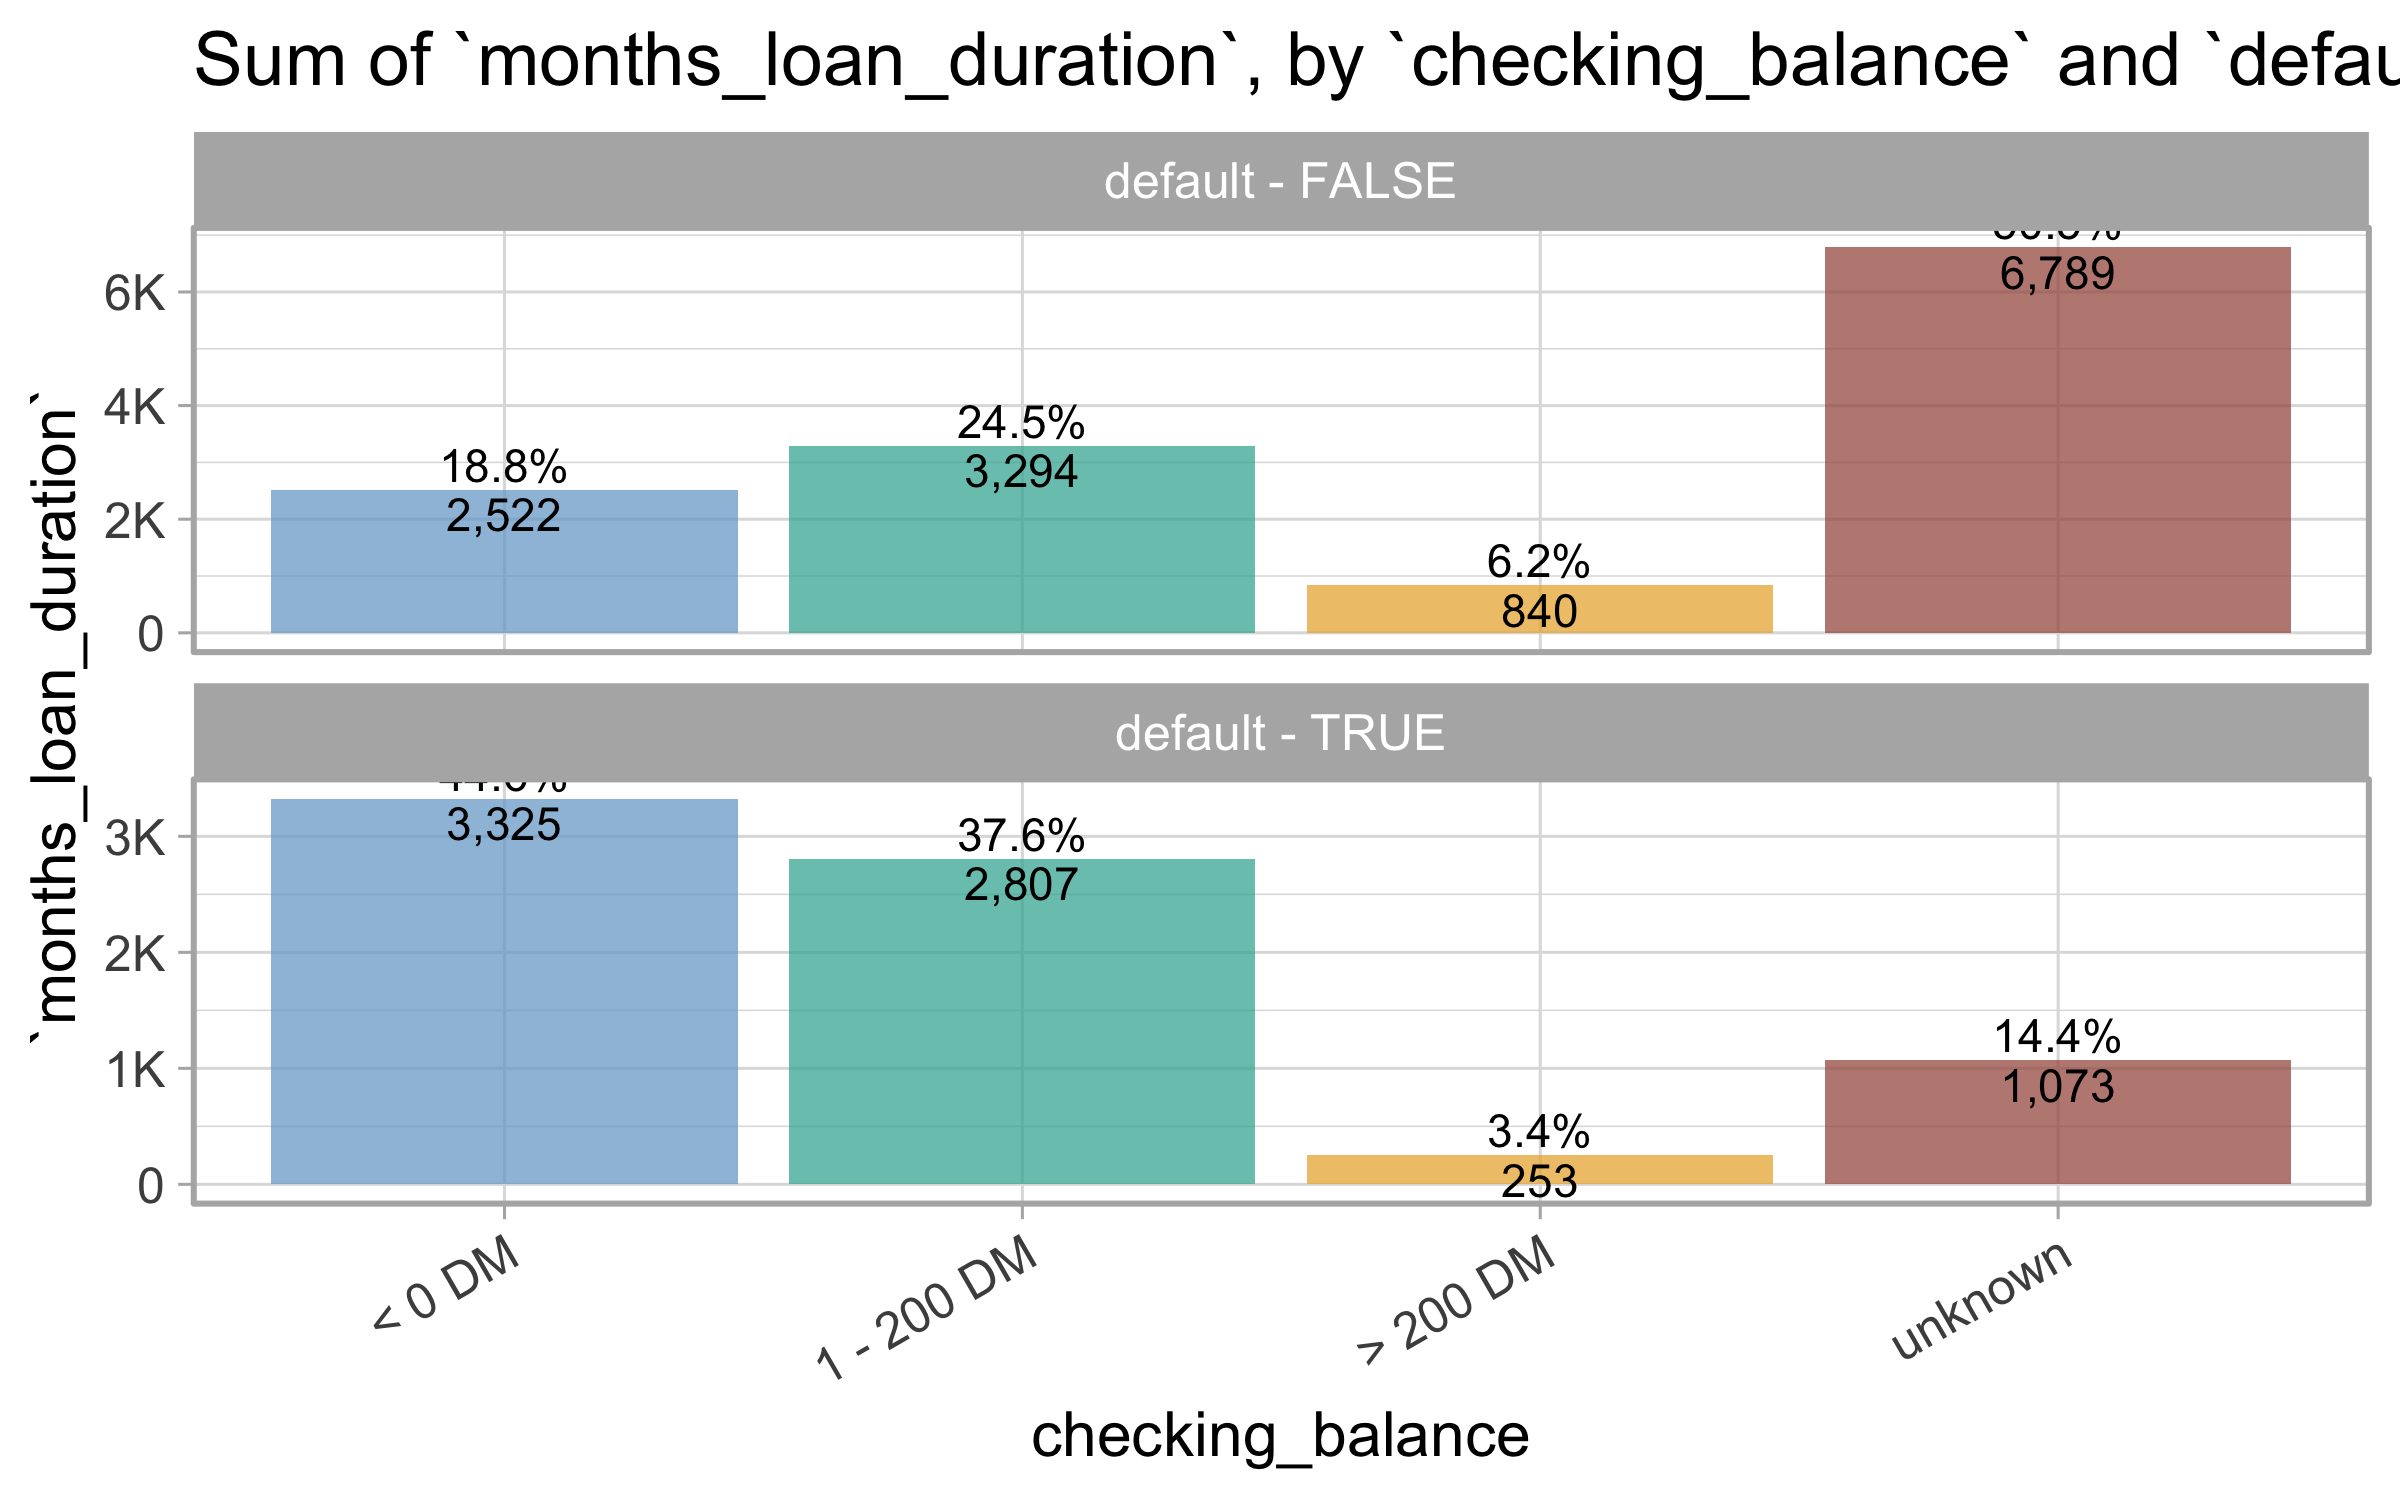 Sum of `months_loan_duration`, by `checking_balance` and `defau
default - FALSE
6K
4K
2K
0
18.8%
2,522
24.5%
3,294
6.2%
840
6,789
default - TRUE
3K
2K
1K
0
3,325
37.6%
2,807
3.4%
253
14.4%
1,073
`months_loan_duration`
< 0 DM
1 - 200 DM
> 200 DM
unknown
checking_balance